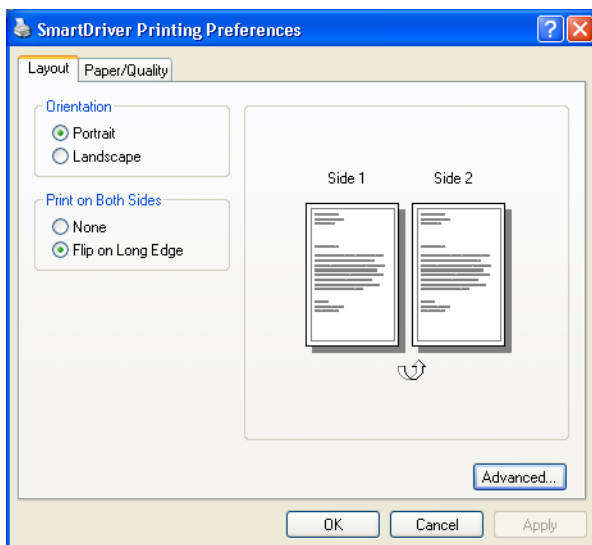 SmartDriver Printing Preferences
Layout
Paper/Quality
Orientation
Portrait
Landscape
Print on Both Sides
None
Flip on Long Edge
Side 1
Side 2
Advanced...
OK
Cancel
Apply